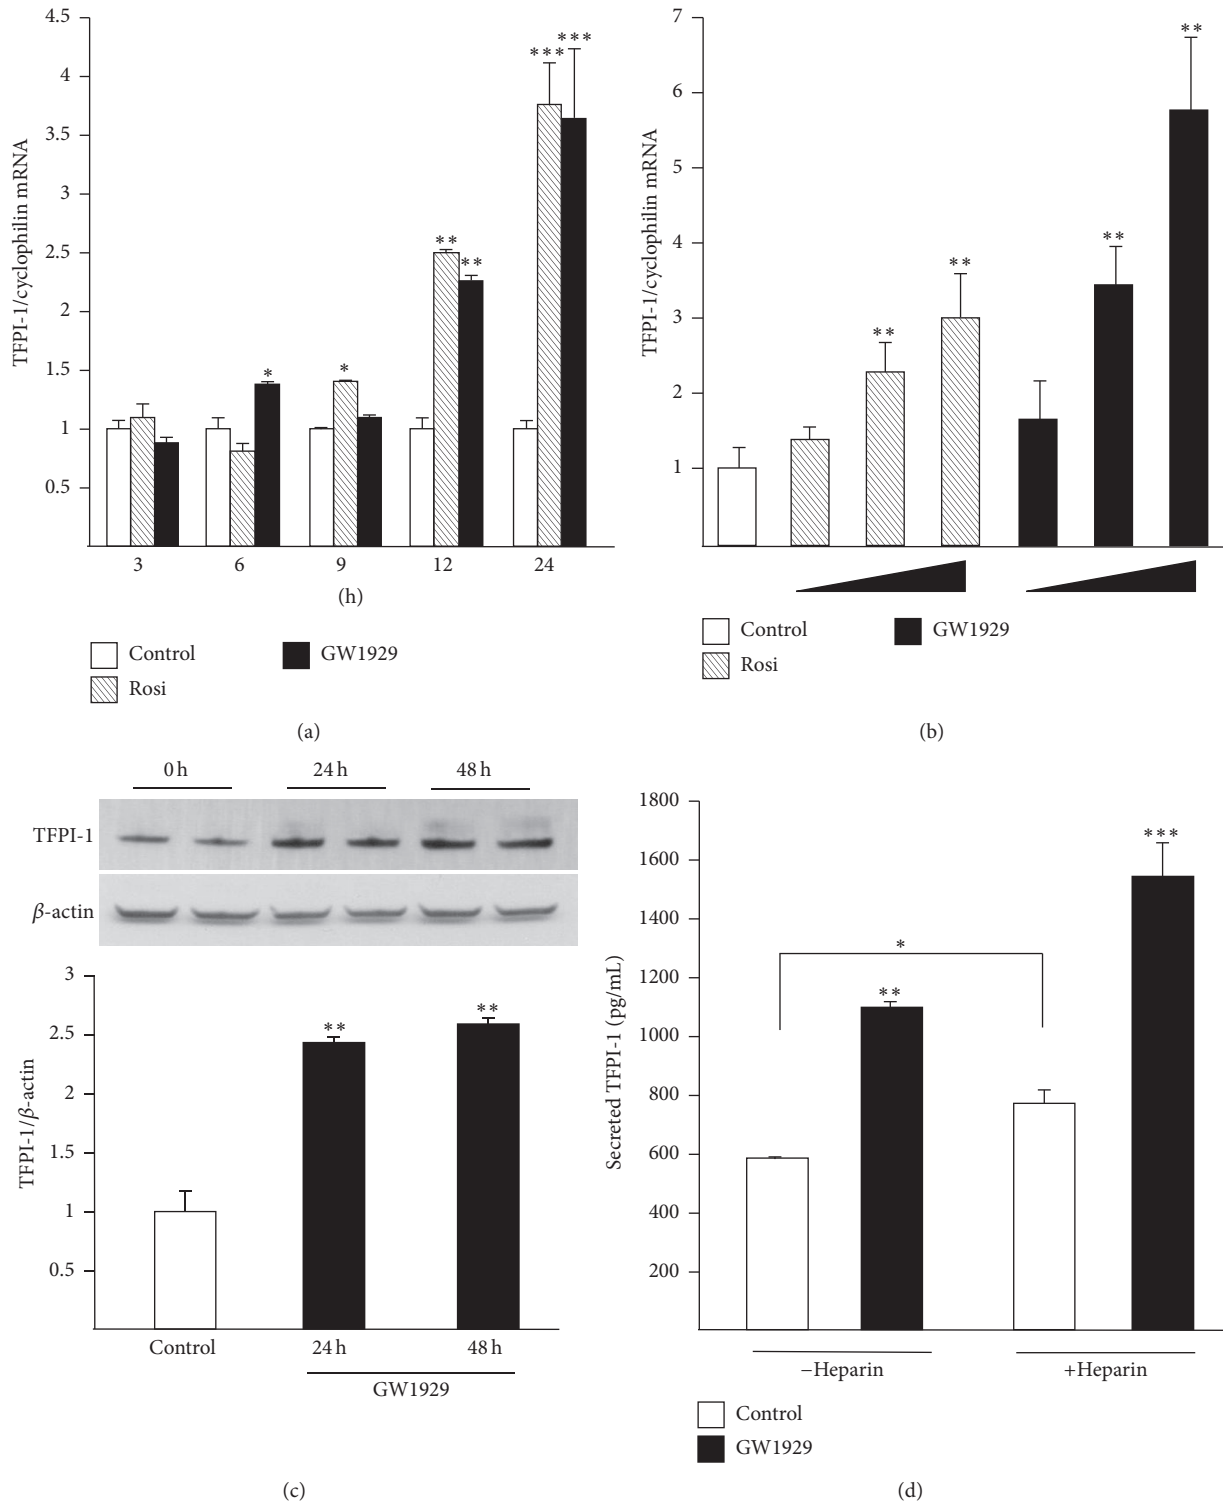 4.5
4
3.5
3
2.5
2
1.5
1
0.5
TFPI-1/cyclophilin mRNA
*
*
**
**
***
***
3 6 9 12 24
(h)
Control
Rosi
GW1929
(a)
7
6
5
4
3
2
1
TFPI-1/cyclophilin mRNA
**
**
**
**
Control
Rosi
GW1929
(b)
0 h 24 h 48 h
TFPI-1
β-actin
3
2.5
2
1.5
1
0.5
TFPI-1/β-actin
**
**
Control 24 h 48 h
GW1929
(c)
1800
1600
1400
1200
1000
800
600
400
200
Secreted TFPI-1 (pg/mL)
*
**
***
−Heparin +Heparin
Control
GW1929
(d)